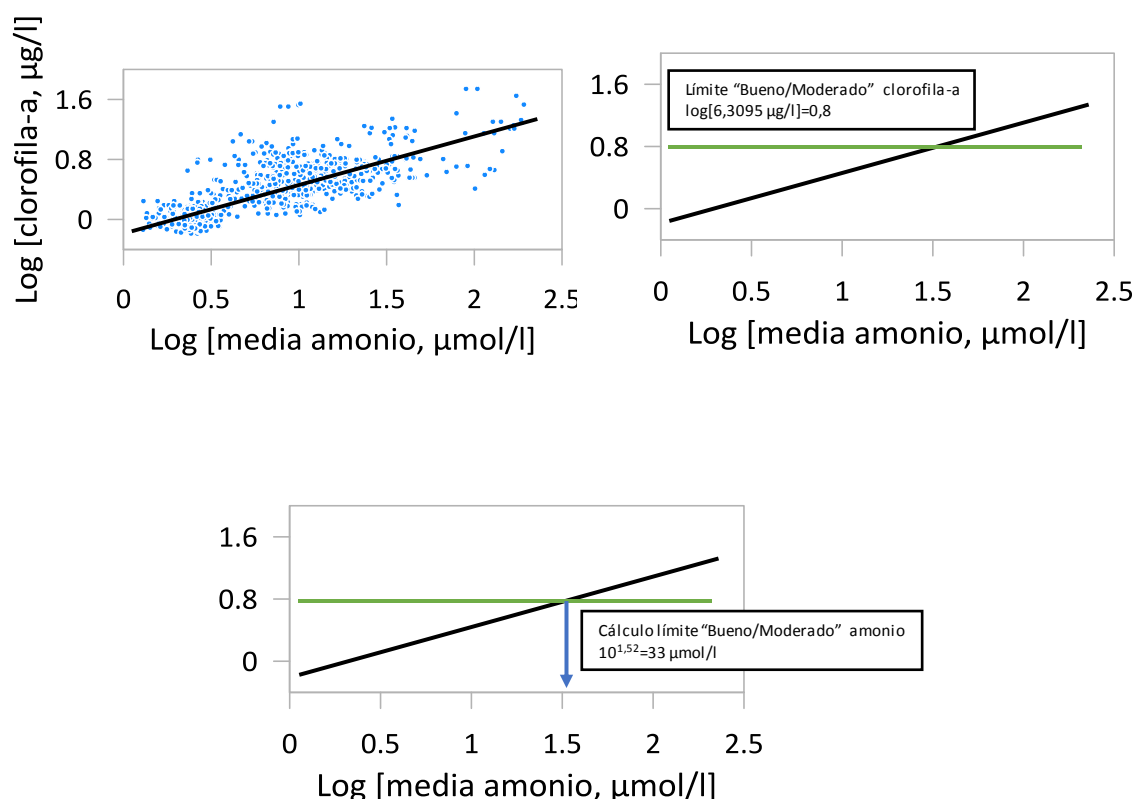 Log [clorofila-a, µg/l]
1.6
0.8
0
0 0.5 1 1.5 2 2.5
Log [media amonio, µmol/l]
Límite “Bueno/Moderado” clorofila-a
log[6,3095 µg/l]=0,8
1.6
0.8
0
0 0.5 1 1.5 2 2.5
Log [media amonio, µmol/l]
1.6
0.8
0
Cálculo límite “Bueno/Moderado” amonio
10^1,52=33 µmol/l
0 0.5 1 1.5 2 2.5
Log [media amonio, µmol/l]